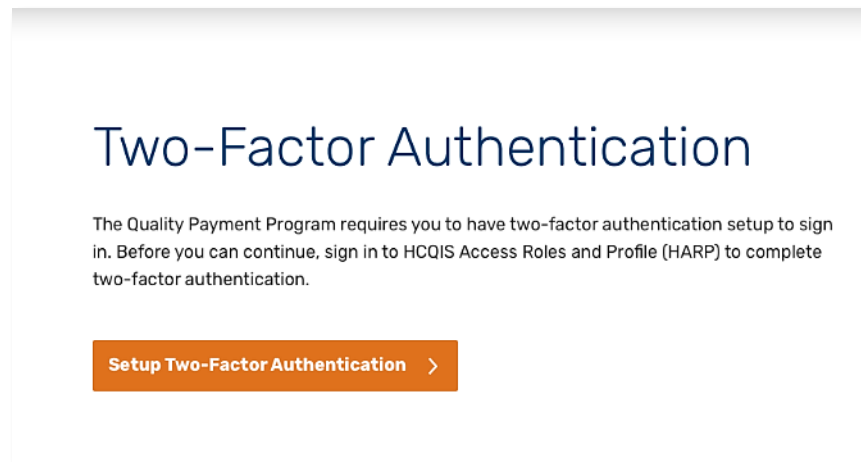 Two-Factor Authentication
The Quality Payment Program requires you to have two-factor authentication setup to sign
in. Before you can continue, sign in to HCQIS Access Roles and Profile (HARP) to complete
two-factor authentication.
Setup Two-Factor Authentication